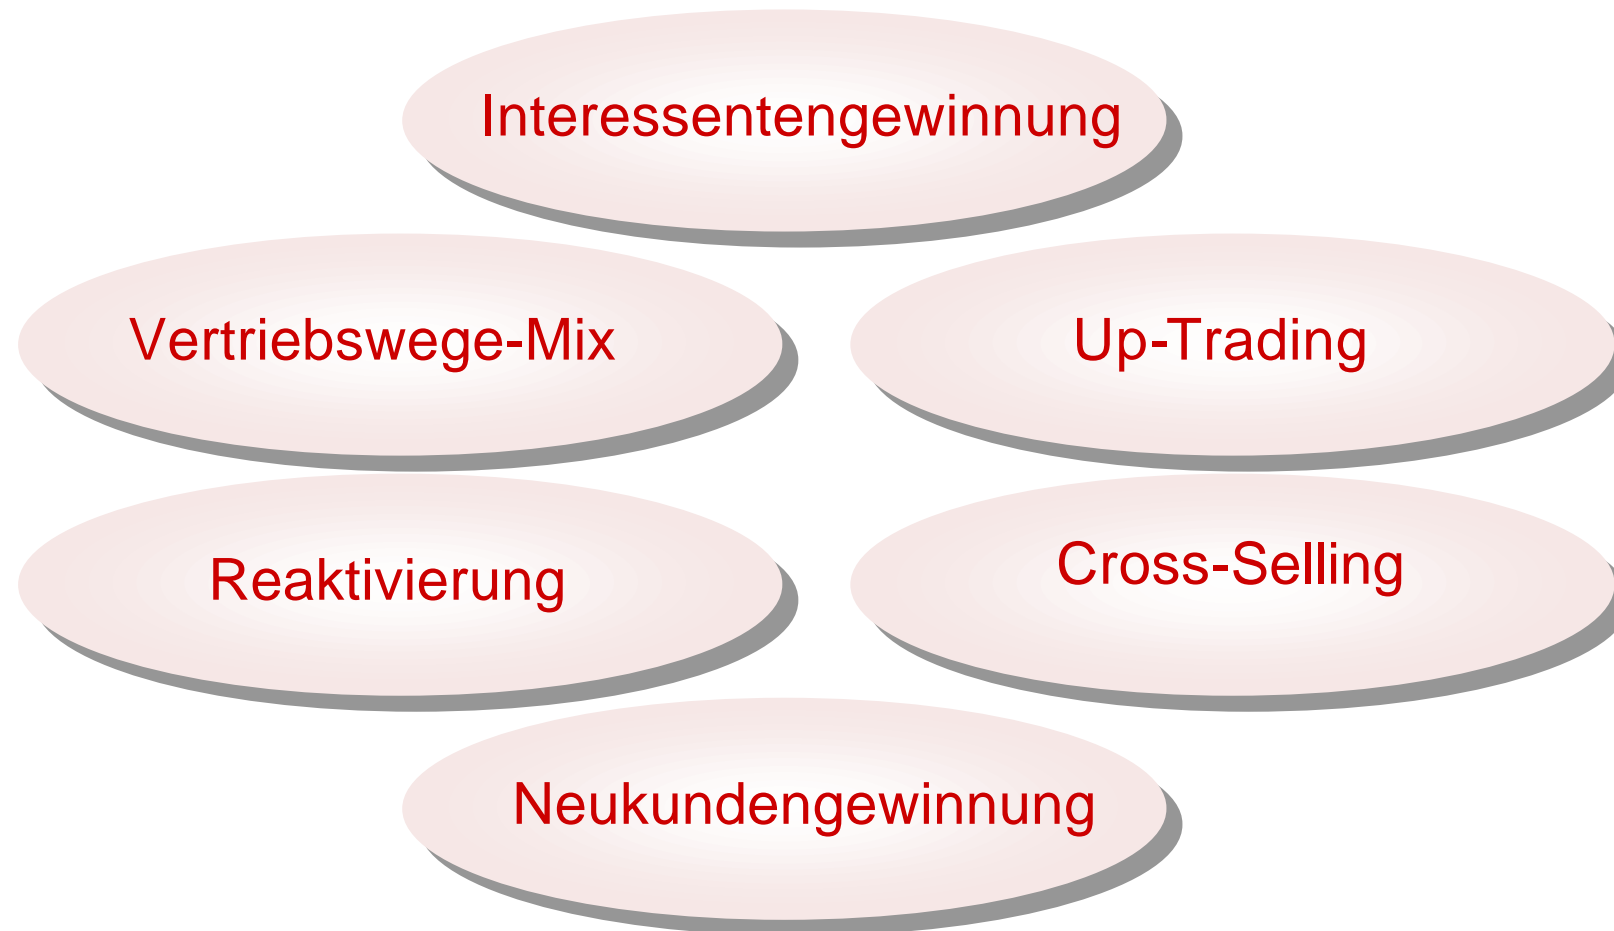 Interessentengewinnung
Vertriebswege-Mix
Up-Trading
Reaktivierung
Cross-Selling
Neukundengewinnung